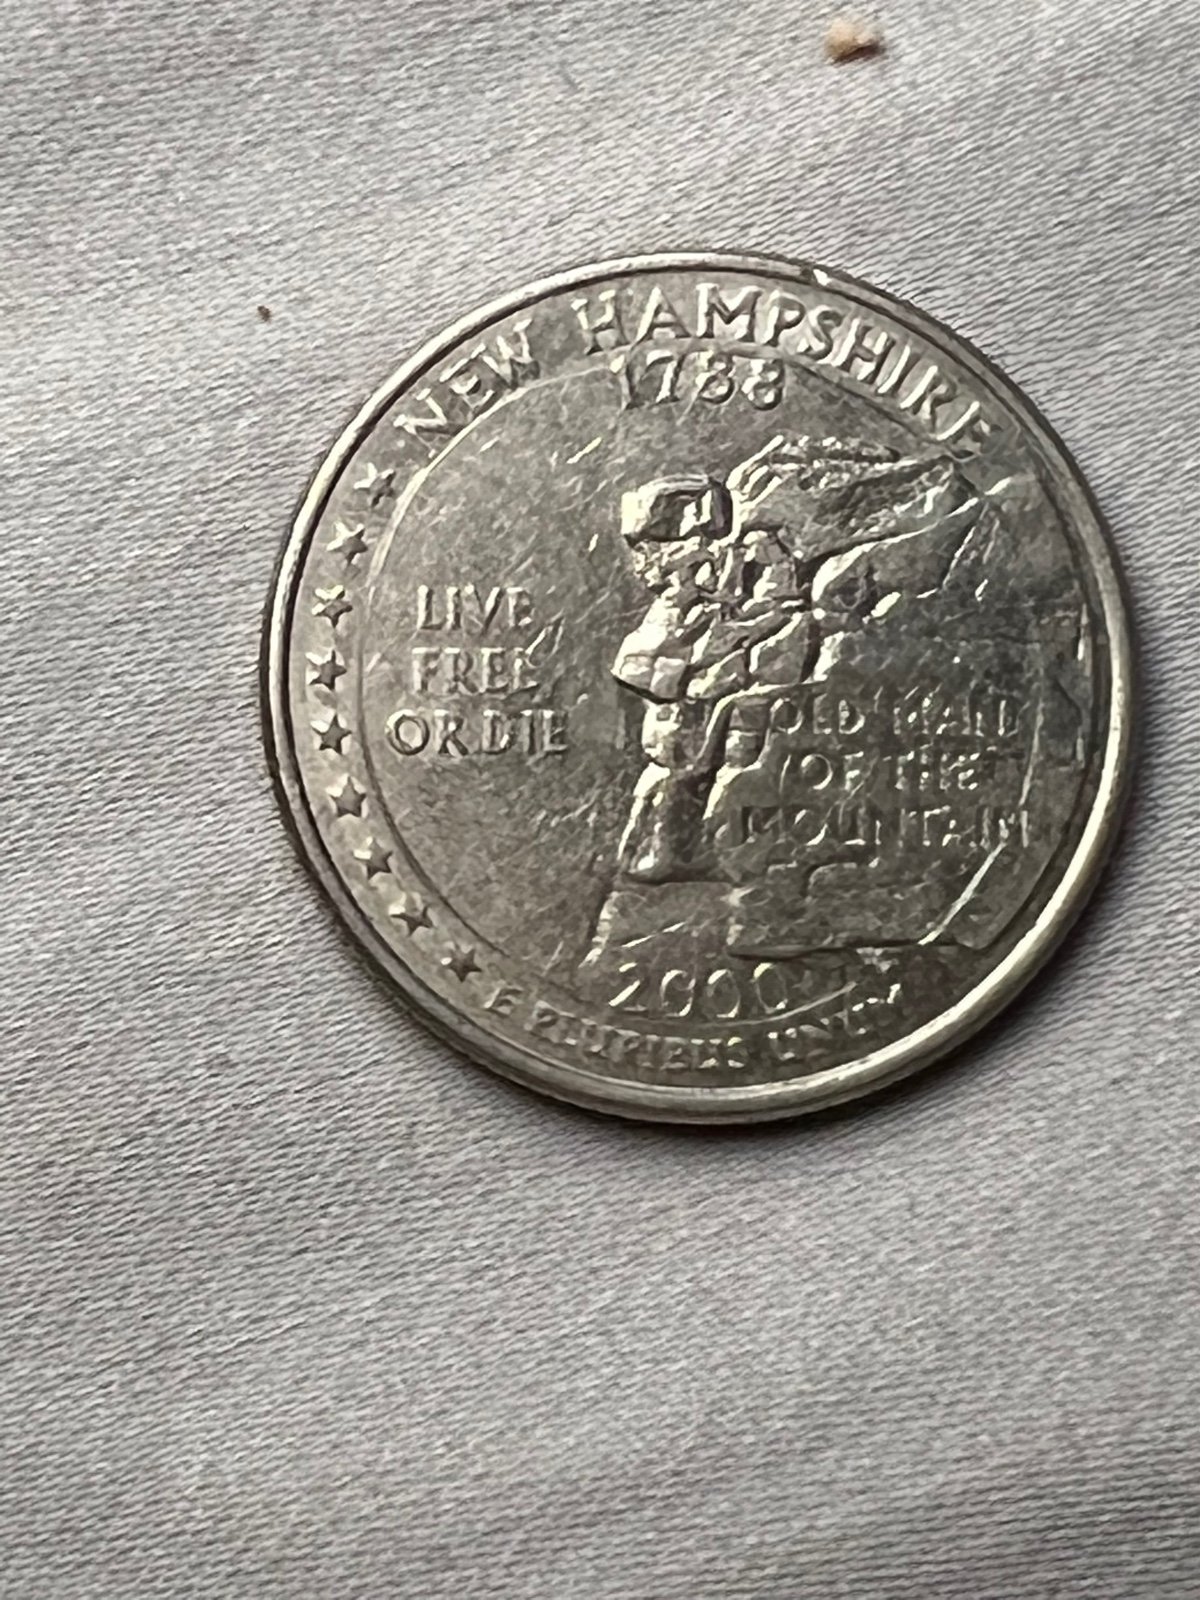 NEW HAMPSHIRE
1788
LIVE
FREE
OR DIE
OLD MAN
OF THE
MOUNTAIN
2000
E PLURIBUS UNUM